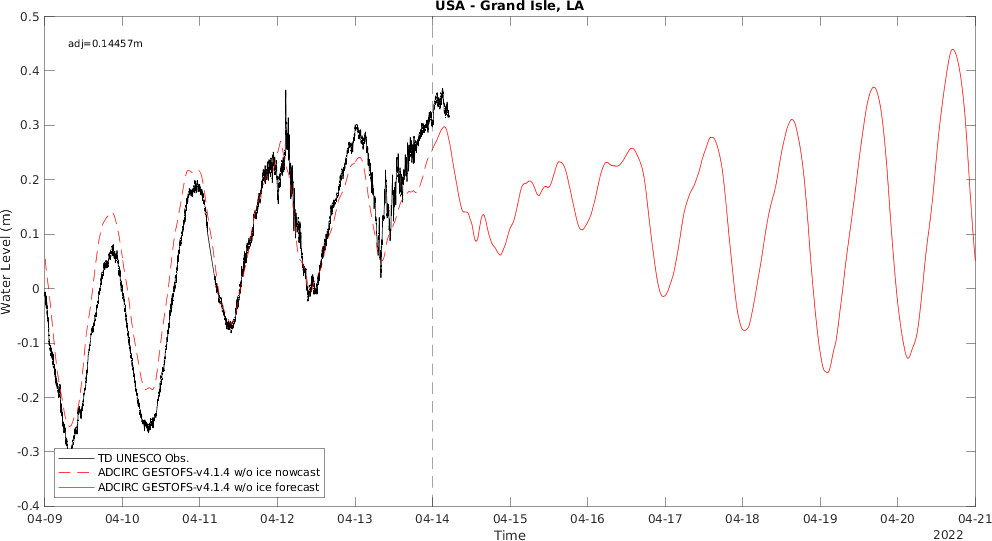 USA - Grand Isle, LA
0.5
adj=0.14457m
0.4
0.3
0.2
0.1
0
-0.1
-0.2
-0.3
-0.4
Water Level (m)
TD UNESCO Obs.
ADCIRC GESTOFS-v4.1.4 w/o ice nowcast
ADCIRC GESTOFS-v4.1.4 w/o ice forecast
04-09 04-10 04-11 04-12 04-13 04-14 04-15 04-16 04-17 04-18 04-19 04-20 04-21
Time
2022